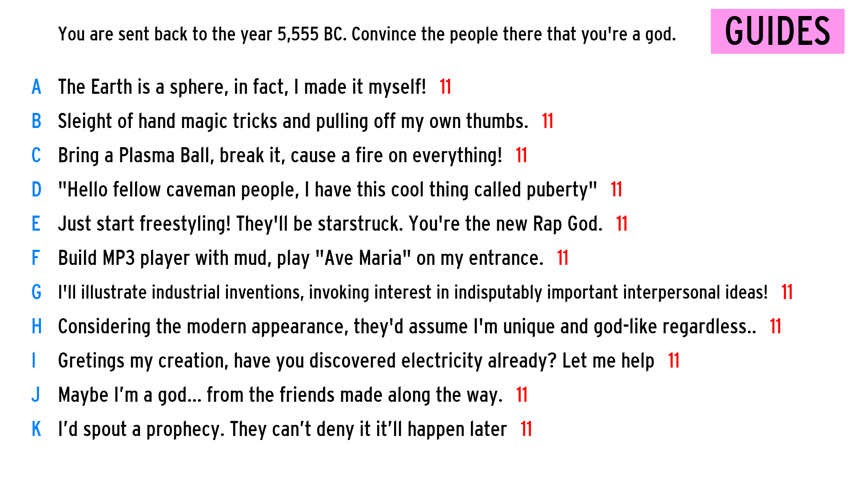 You are sent back to the year 5,555 BC. Convince the people there that you're a god.
GUIDES
A The Earth is a sphere, in fact, I made it myself! 11
B Sleight of hand magic tricks and pulling off my own thumbs. 11
C Bring a Plasma Ball, break it, cause a fire on everything! 11
D "Hello fellow caveman people, I have this cool thing called puberty" 11
E Just start freestyling! They'll be starstruck. You're the new Rap God. 11
F Build MP3 player with mud, play "Ave Maria" on my entrance. 11
G I'll illustrate industrial inventions, invoking interest in indisputably important interpersonal ideas! 11
H Considering the modern appearance, they'd assume I'm unique and god-like regardless.. 11
I Gretings my creation, have you discovered electricity already? Let me help 11
J Maybe I’m a god... from the friends made along the way. 11
K I’d spout a prophecy. They can’t deny it it’ll happen later 11